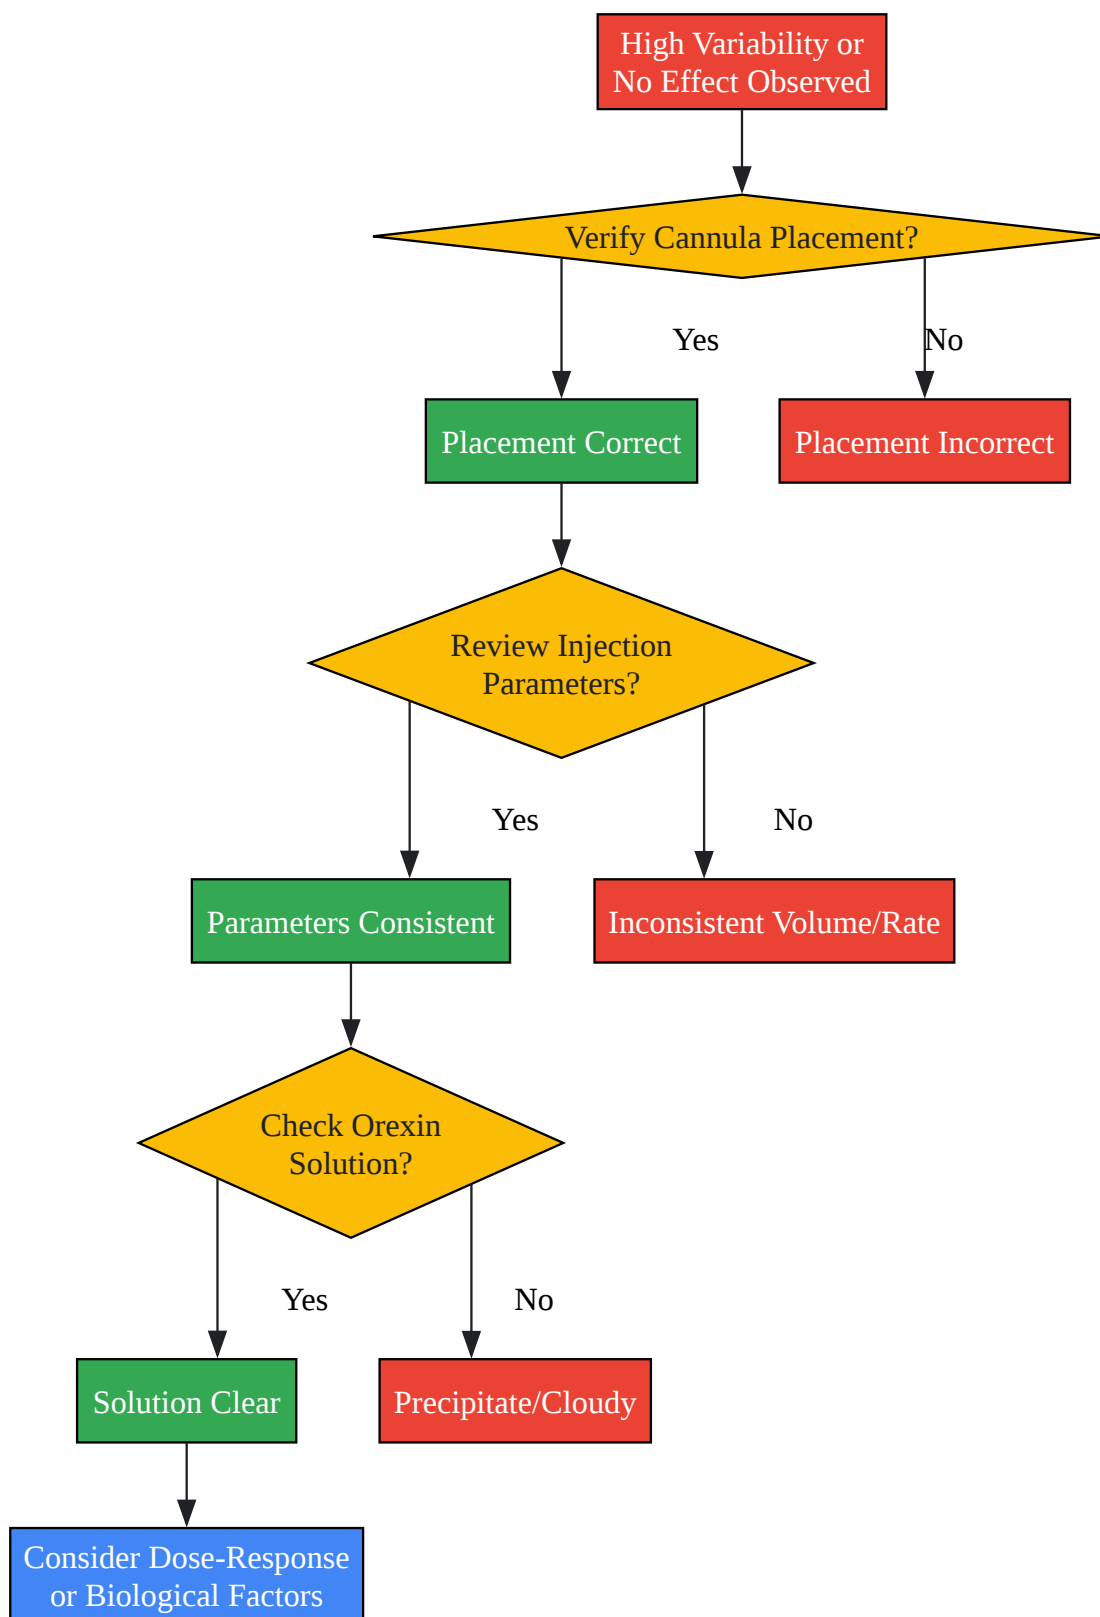 High Variability or
No Effect Observed
Verify Cannula Placement?
Yes
No
Placement Correct
Placement Incorrect
Review Injection
Parameters?
Yes
No
Parameters Consistent
Inconsistent Volume/Rate
Check Orexin
Solution?
Yes
No
Solution Clear
Precipitate/Cloudy
Consider Dose-Response
or Biological Factors